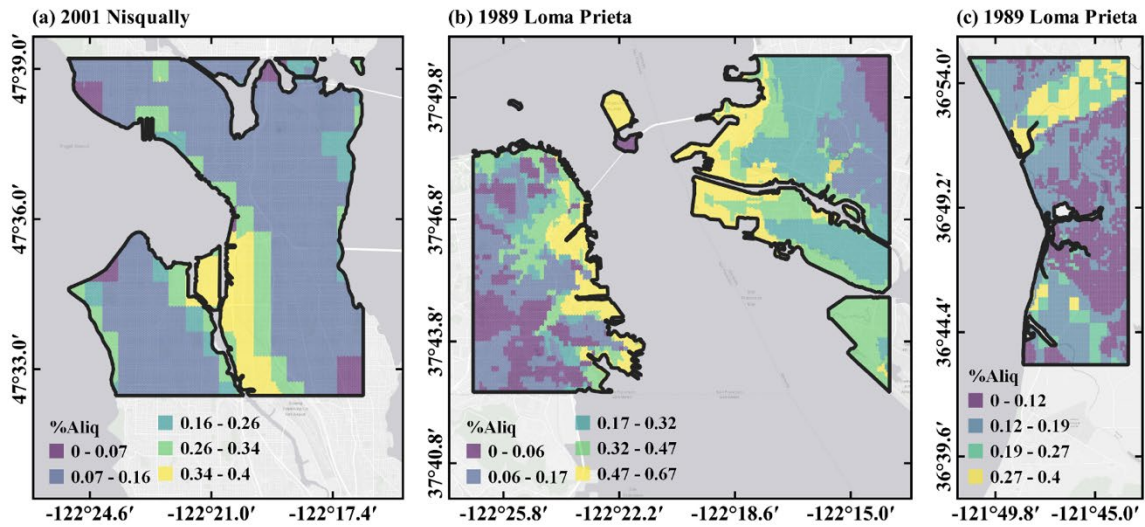 (a) 2001 Nisqually
(b) 1989 Loma Prieta
(c) 1989 Loma Prieta
47°39.0'
47°36.0'
47°33.0'
%Aliq
0 - 0.07
0.07 - 0.16
0.16 - 0.26
0.26 - 0.34
0.34 - 0.4
-122°24.6'
-122°21.0'
-122°17.4'
37°49.8'
37°46.8'
37°43.8'
37°40.8'
%Aliq
0 - 0.06
0.06 - 0.17
0.17 - 0.32
0.32 - 0.47
0.47 - 0.67
-122°25.8'
-122°22.2'
-122°18.6'
-122°15.0'
36°54.0'
36°49.2'
36°44.4'
36°39.6'
%Aliq
0 - 0.12
0.12 - 0.19
0.19 - 0.27
0.27 - 0.4
-121°49.8'
-121°45.0'